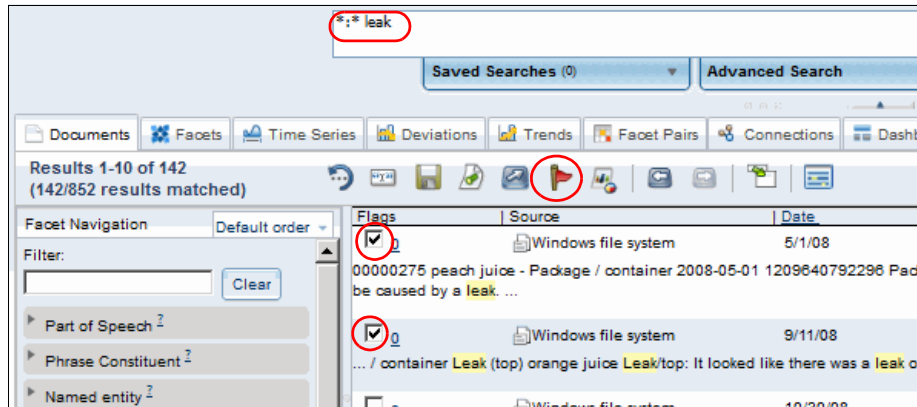 *:* leak
Saved Searches (0)
Advanced Search
Documents Facets Time Series Deviations Trends Facet Pairs Connections Dashb
Results 1-10 of 142
(142/852 results matched)
Facet Navigation Default order
Flags | Source | Date
0 Windows file system 5/1/08
Filter:
Clear
00000275 peach juice - Package / container 2008-05-01 1209640792296 Pac
be caused by a leak. ...
Part of Speech ?
0 Windows file system 9/11/08
Phrase Constituent ?
... / container Leak (top) orange juice Leak/top: It looked like there was a leak o
Named entity ?
Windows file system 10/30/08